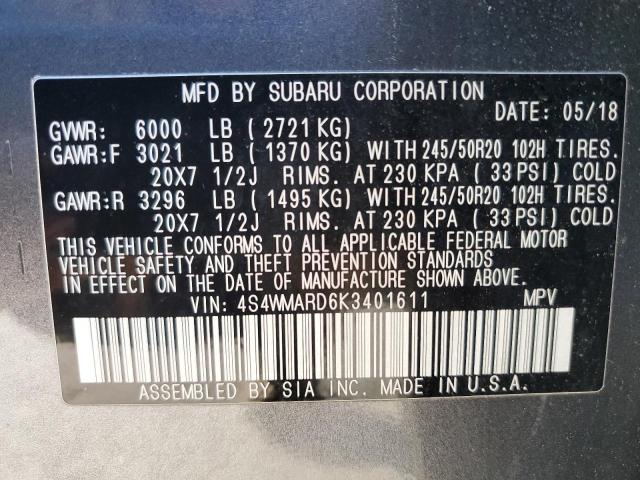 MFD BY SUBARU CORPORATION
DATE: 05/18
GVWR: 6000 LB (2721 KG)
GAWR:F 3021 LB (1370 KG) WITH 245/50R20 102H TIRES.
20X7 1/2J RIMS. AT 230 KPA (33 PSI) COLD
GAWR:R 3296 LB (1495 KG) WITH 245/50R20 102H TIRES.
20X7 1/2J RIMS. AT 230 KPA (33 PSI) COLD
THIS VEHICLE CONFORMS TO ALL APPLICABLE FEDERAL MOTOR
VEHICLE SAFETY AND THEFT PREVENTION STANDARDS
IN EFFECT ON THE DATE OF MANUFACTURE SHOWN ABOVE.
VIN: 4S4WMARD6K3401611 MPV
ASSEMBLED BY SIA INC. MADE IN U.S.A.